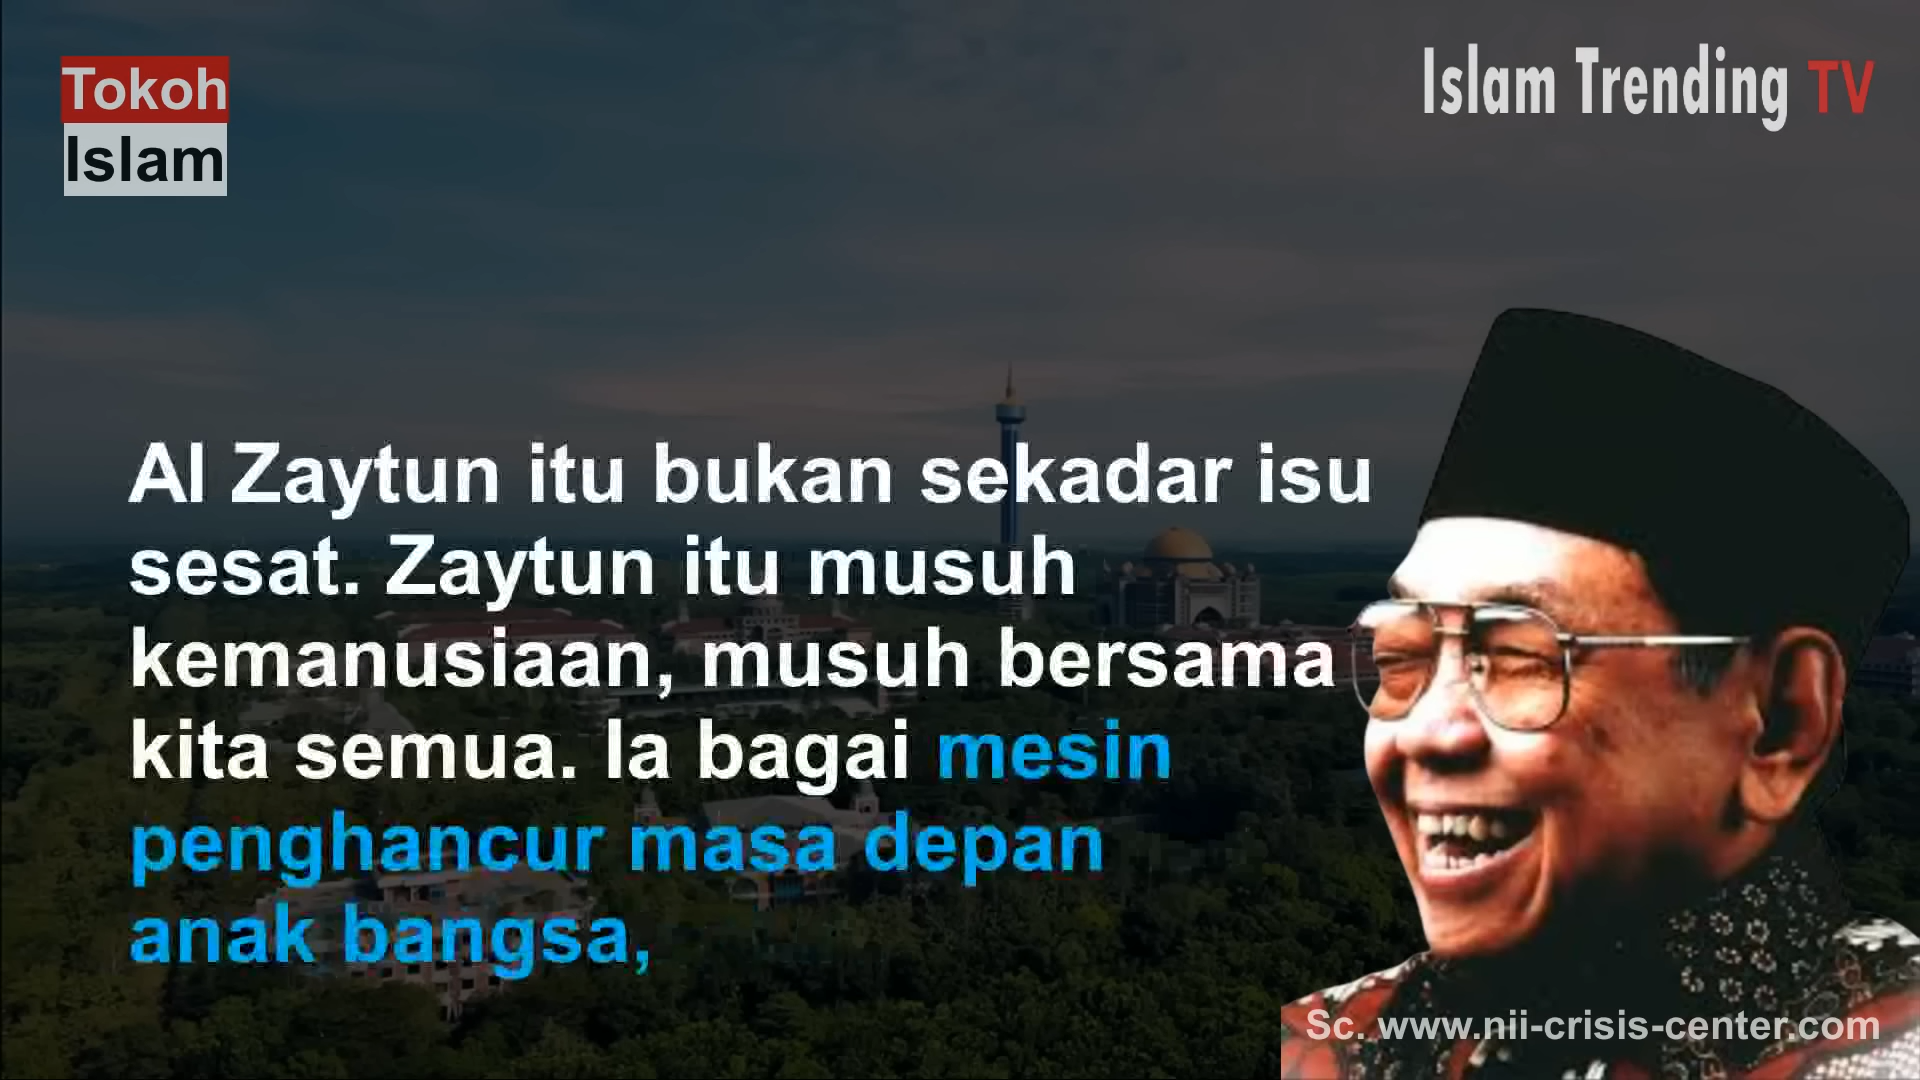 Tokoh
Islam
Islam Trending TV
Al Zaytun itu bukan sekadar isu
sesat. Zaytun itu musuh
kemanusiaan, musuh bersama
kita semua. Ia bagai mesin
penghancur masa depan
anak bangsa,
Sc. www.nii-crisis-center.com